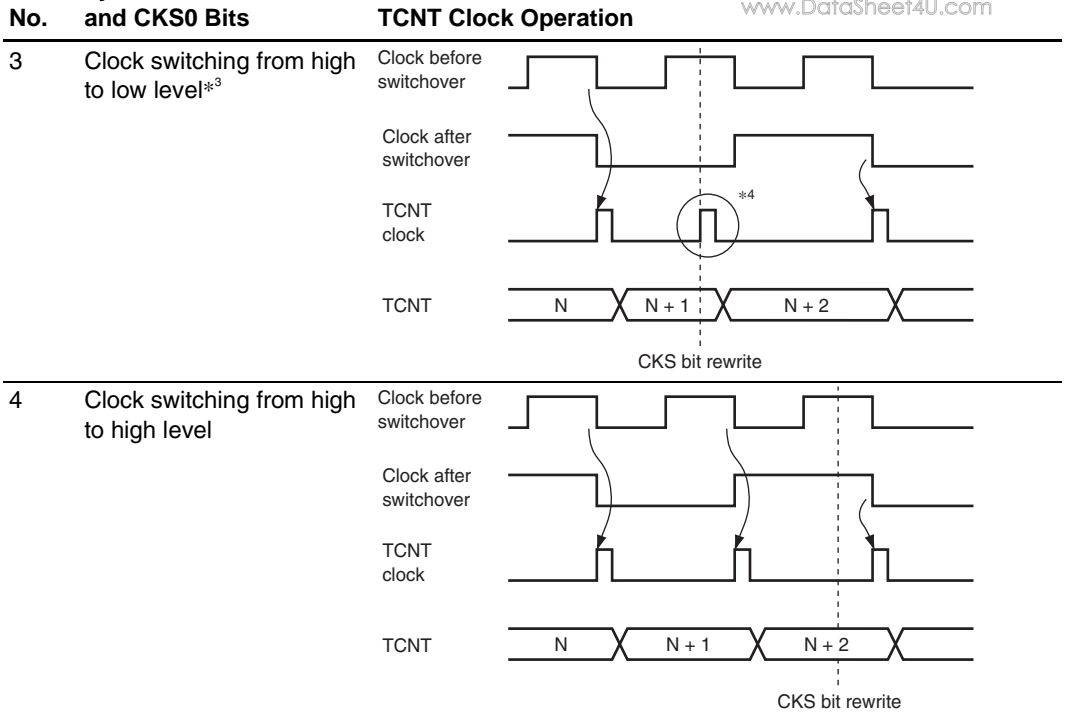 www.DataSheet4U.com
No. and CKS0 Bits TCNT Clock Operation
3 Clock switching from high to low level*3
Clock before switchover
Clock after switchover
TCNT clock
*4
TCNT N N + 1 N + 2
CKS bit rewrite
4 Clock switching from high to high level
Clock before switchover
Clock after switchover
TCNT clock
TCNT N N + 1 N + 2
CKS bit rewrite